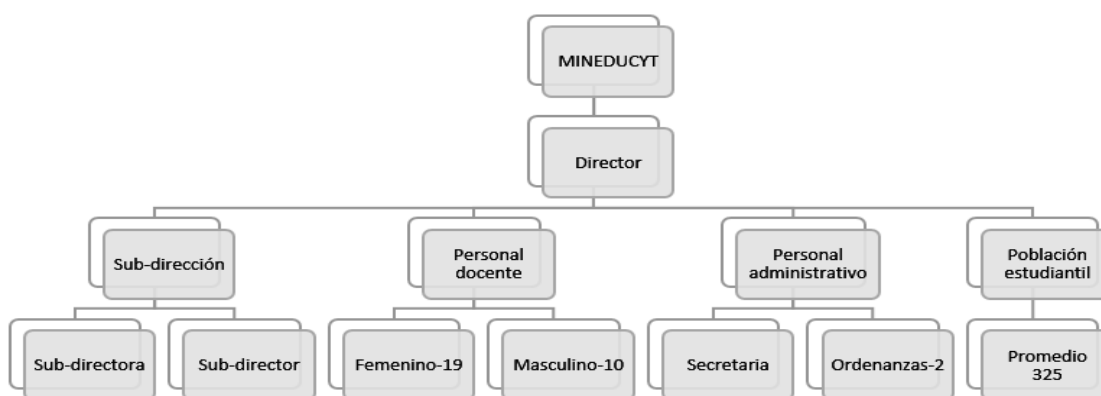 MINEDUCYT
Director
Sub-dirección
Personal
docente
Personal
administrativo
Población
estudiantil
Sub-directora
Sub-director
Femenino-19
Masculino-10
Secretaria
Ordenanzas-2
Promedio
325